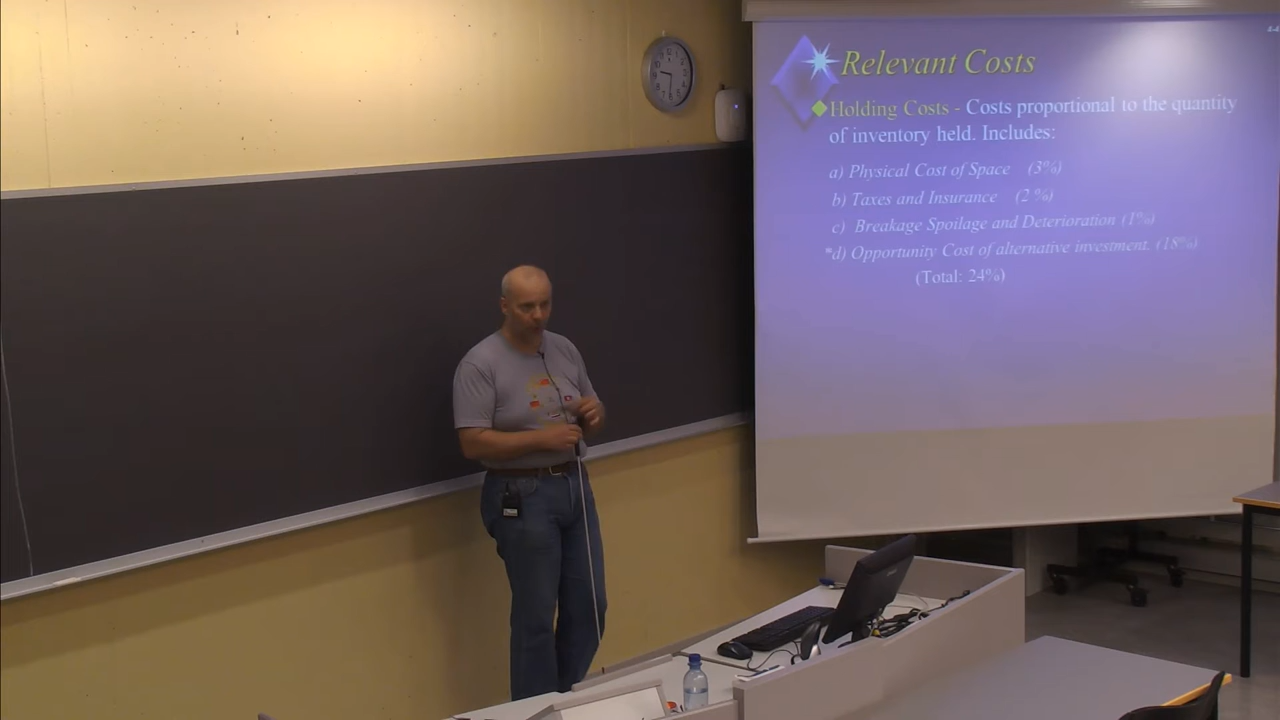 Relevant Costs
Holding Costs - Costs proportional to the quantity
of inventory held. Includes:
a) Physical Cost of Space (3%)
b) Taxes and Insurance (2 %)
c) Breakage Spoilage and Deterioration (1%)
*d) Opportunity Cost of alternative investment. (18%)
(Total: 24%)